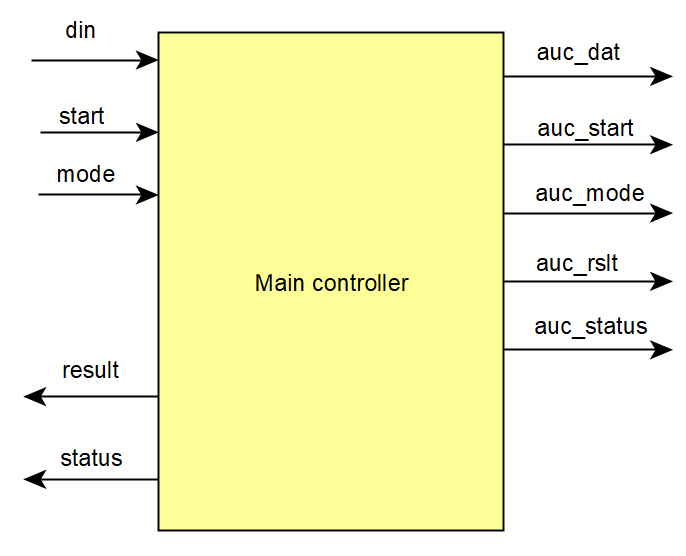 din
start
mode
result
status
Main controller
auc_dat
auc_start
auc_mode
auc_rslt
auc_status